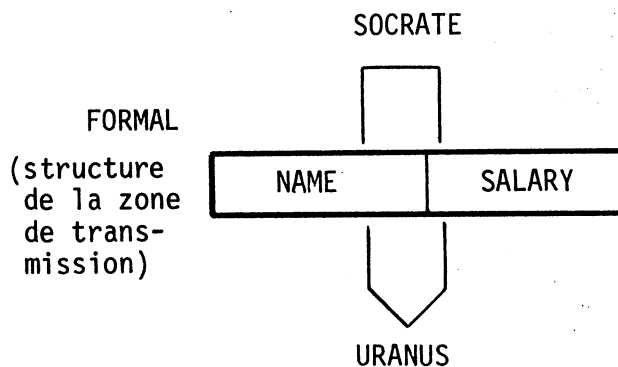 SOCRATE
FORMAL
(structure
de la zone
de trans-
mission)
NAME SALARY
URANUS